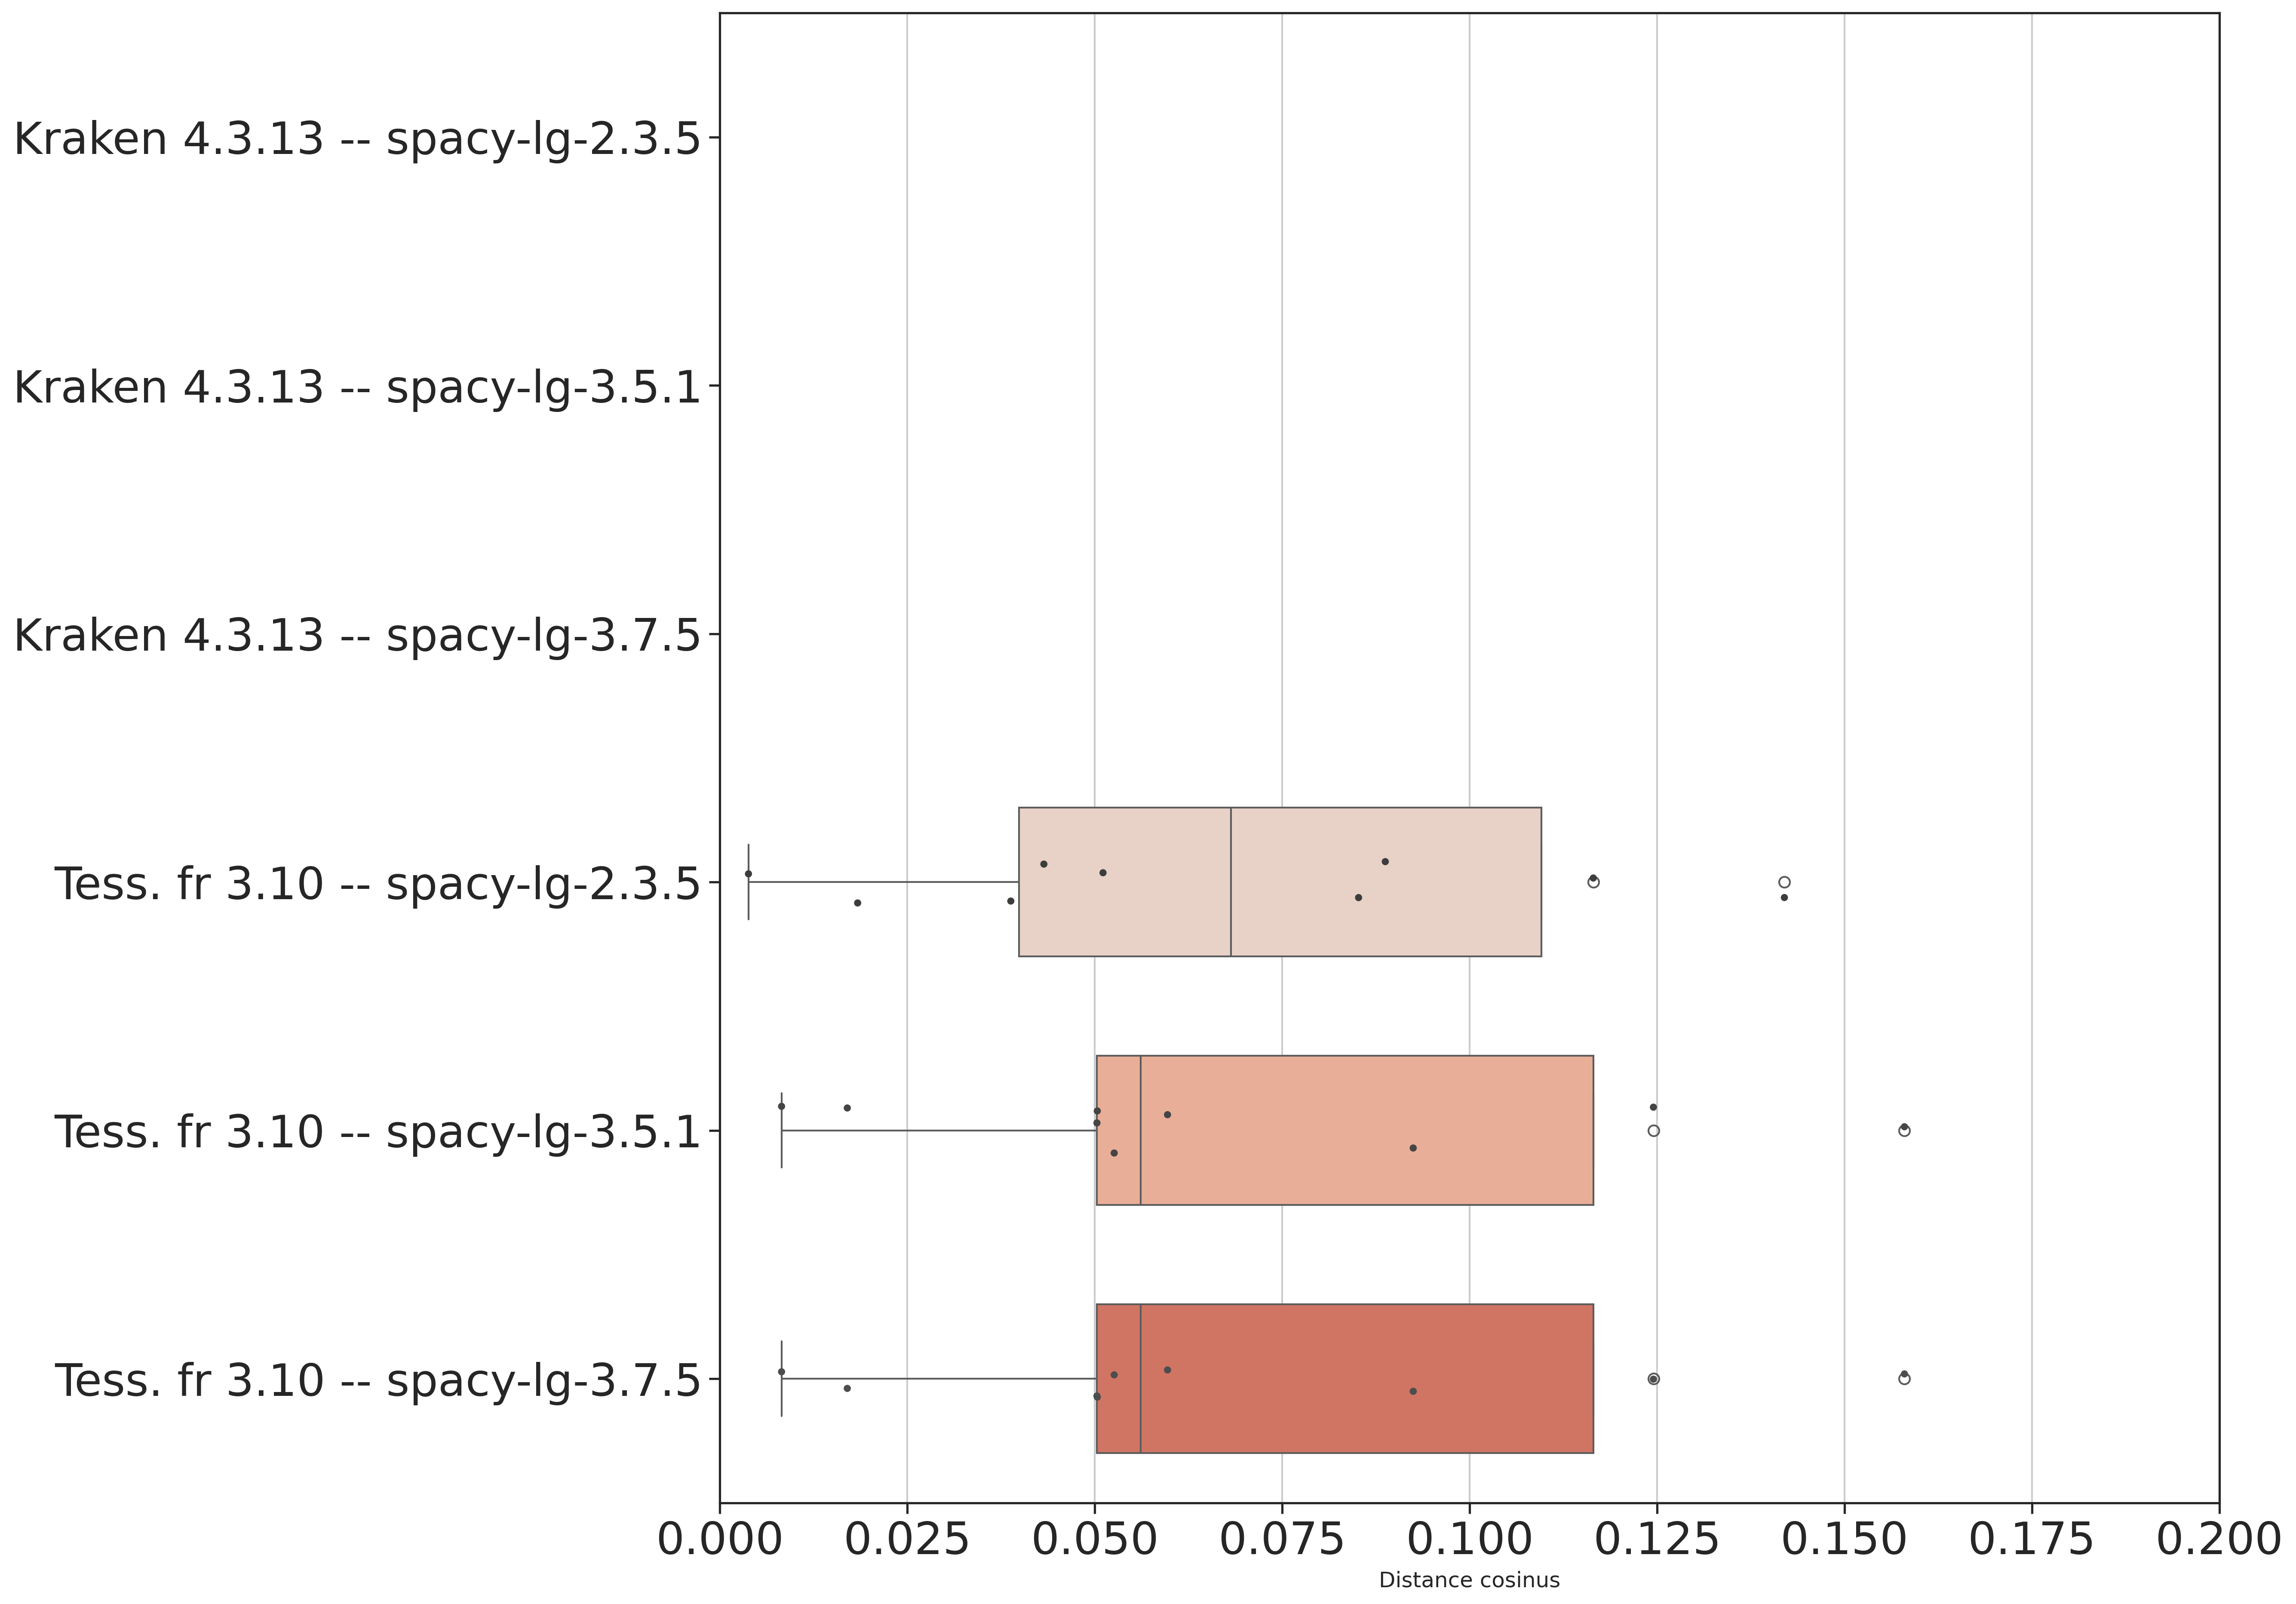 Kraken 4.3.13 -- spacy-lg-2.3.5
Kraken 4.3.13 -- spacy-lg-3.5.1
Kraken 4.3.13 -- spacy-lg-3.7.5
Tess. fr 3.10 -- spacy-lg-2.3.5
Tess. fr 3.10 -- spacy-lg-3.5.1
Tess. fr 3.10 -- spacy-lg-3.7.5
0.000 0.025 0.050 0.075 0.100 0.125 0.150 0.175 0.200
Distance cosinus